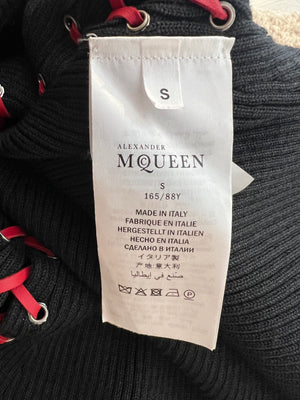 S
ALEXANDER
McQUEEN
S
165/88Y
MADE IN ITALY
FABRIQUE EN ITALIE
HERGESTELLT IN ITALIEN
HECHO EN ITALIA
СДЕЛАНО В ИТАЛИИ
イタリア製
产地 意大利
صنع في إيطاليا
P